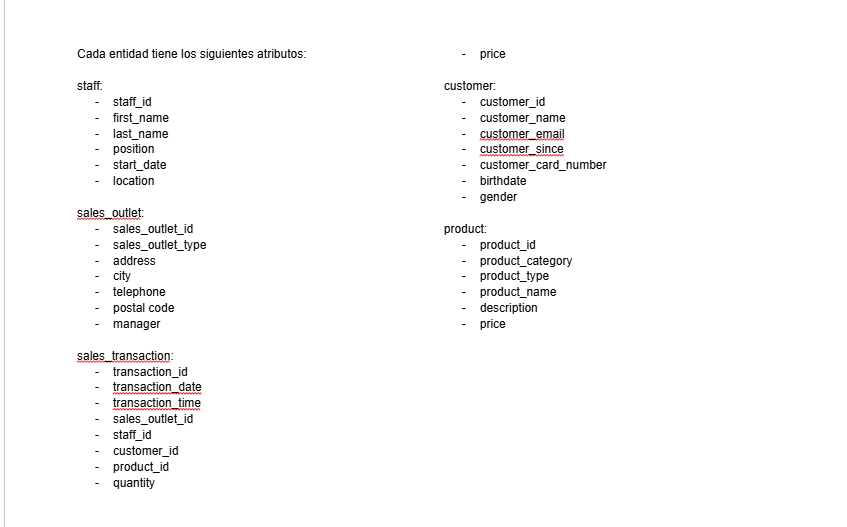 Cada entidad tiene los siguientes atributos:
staff:
- staff_id
- first_name
- last_name
- position
- start_date
- location
sales_outlet:
- sales_outlet_id
- sales_outlet_type
- address
- city
- telephone
- postal code
- manager
sales_transaction:
- transaction_id
- transaction_date
- transaction_time
- sales_outlet_id
- staff_id
- customer_id
- product_id
- quantity
- price
customer:
- customer_id
- customer_name
- customer_email
- customer_since
- customer_card_number
- birthdate
- gender
product:
- product_id
- product_category
- product_type
- product_name
- description
- price